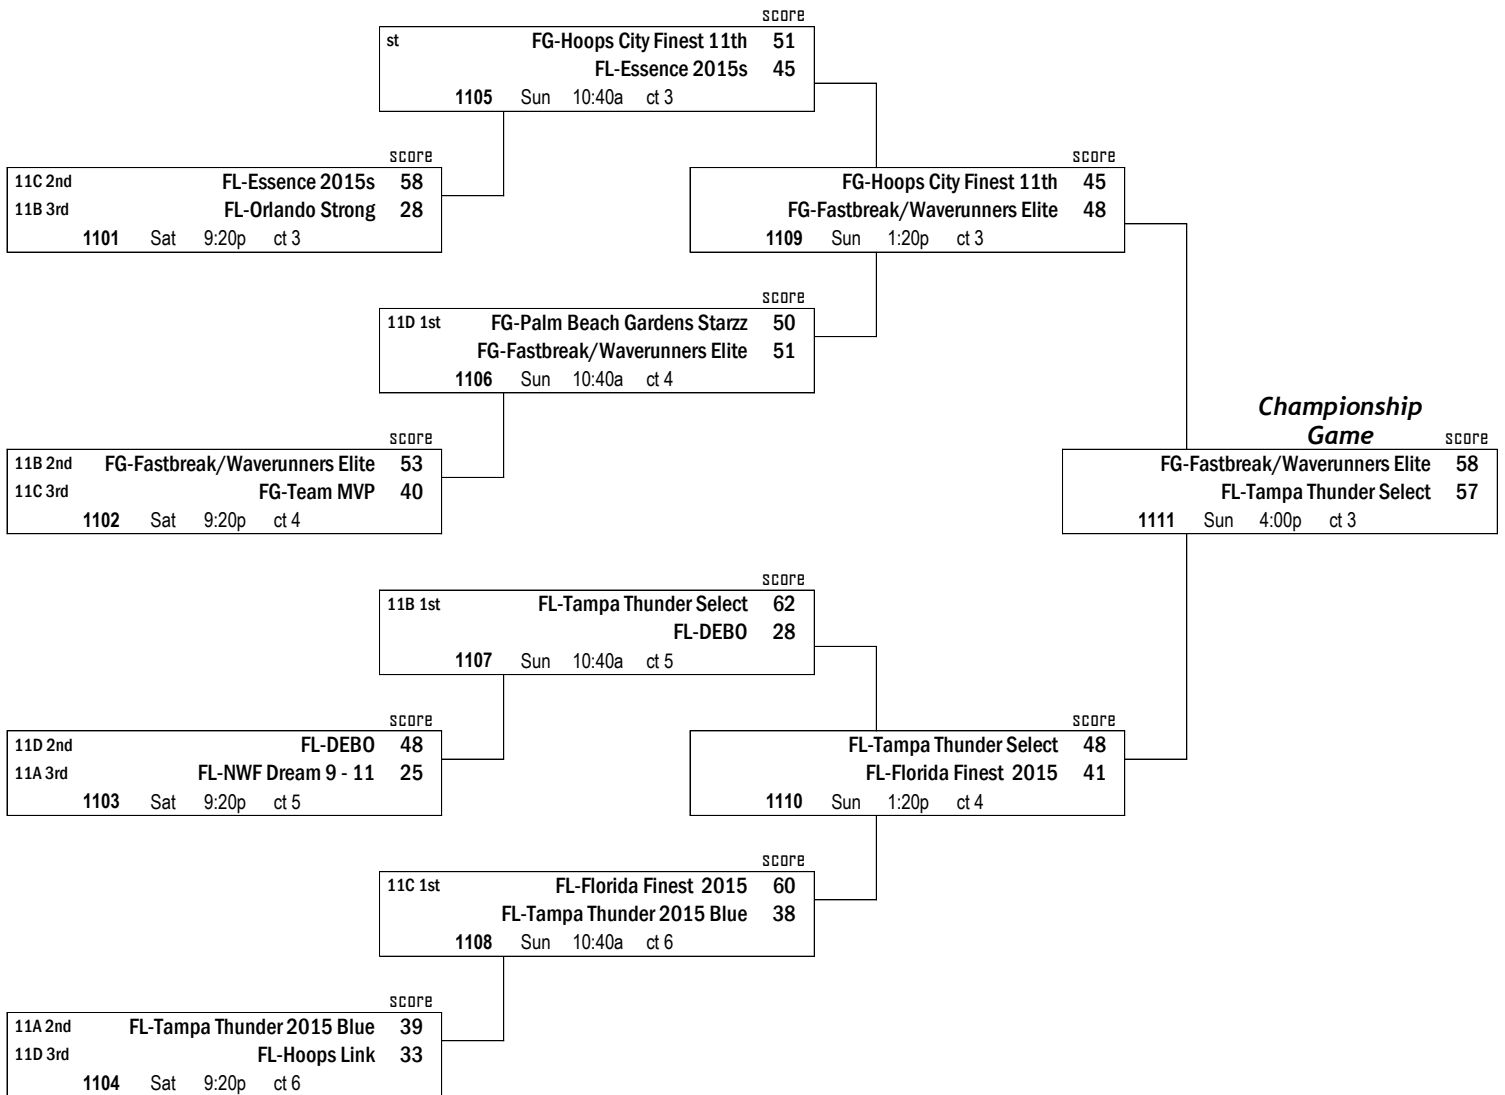 score
st FG-Hoops City Finest 11th 51
FL-Essence 2015s 45
1105 Sun 10:40a ct 3
score
11C 2nd FL-Essence 2015s 58
11B 3rd FL-Orlando Strong 28
1101 Sat 9:20p ct 3
score
FG-Hoops City Finest 11th 45
FG-Fastbreak/Waverunners Elite 48
1109 Sun 1:20p ct 3
score
11D 1st FG-Palm Beach Gardens Starzz 50
FG-Fastbreak/Waverunners Elite 51
1106 Sun 10:40a ct 4
score
11B 2nd FG-Fastbreak/Waverunners Elite 53
11C 3rd FG-Team MVP 40
1102 Sat 9:20p ct 4
Championship
Game score
FG-Fastbreak/Waverunners Elite 58
FL-Tampa Thunder Select 57
1111 Sun 4:00p ct 3
score
11B 1st FL-Tampa Thunder Select 62
FL-DEBO 28
1107 Sun 10:40a ct 5
score
11D 2nd FL-DEBO 48
11A 3rd FL-NWF Dream 9 - 11 25
1103 Sat 9:20p ct 5
score
FL-Tampa Thunder Select 48
FL-Florida Finest 2015 41
1110 Sun 1:20p ct 4
score
11C 1st FL-Florida Finest 2015 60
FL-Tampa Thunder 2015 Blue 38
1108 Sun 10:40a ct 6
score
11A 2nd FL-Tampa Thunder 2015 Blue 39
11D 3rd FL-Hoops Link 33
1104 Sat 9:20p ct 6